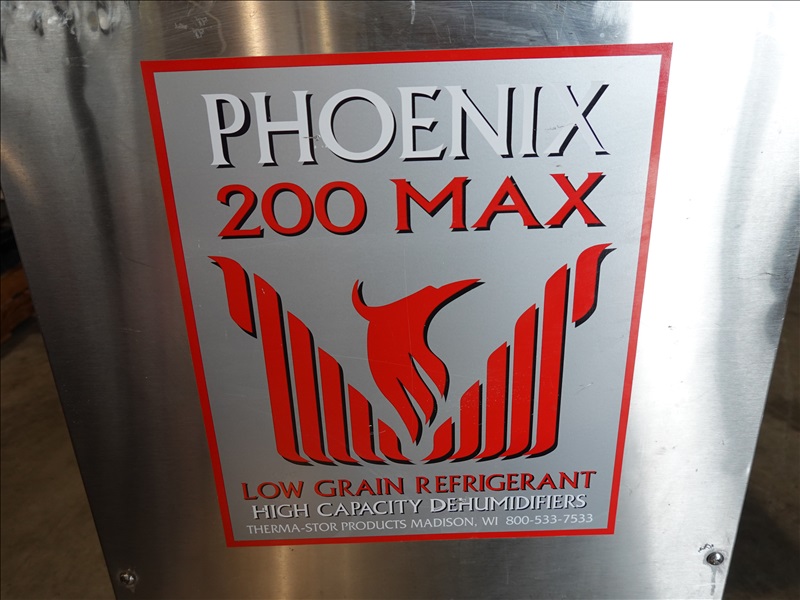 PHOENIX
200 MAX
LOW GRAIN REFRIGERANT
HIGH CAPACITY DEHUMIDIFIERS
THERMA-STOR PRODUCTS MADISON, WI 800-533-7533